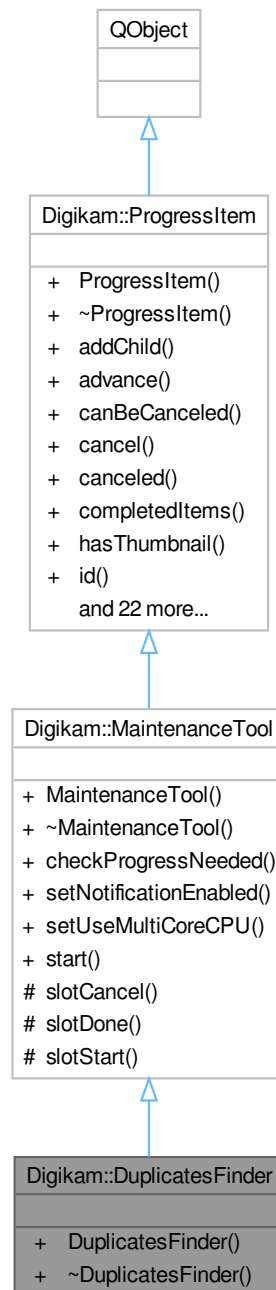 QObject
Digikam::ProgressItem
+ ProgressItem()
+ ~ProgressItem()
+ addChild()
+ advance()
+ canBeCanceled()
+ cancel()
+ canceled()
+ completedItems()
+ hasThumbnail()
+ id()
and 22 more...
Digikam::MaintenanceTool
+ MaintenanceTool()
+ ~MaintenanceTool()
+ checkProgressNeeded()
+ setNotificationEnabled()
+ setUseMultiCoreCPU()
+ start()
# slotCancel()
# slotDone()
# slotStart()
Digikam::DuplicatesFinder
+ DuplicatesFinder()
+ ~DuplicatesFinder()